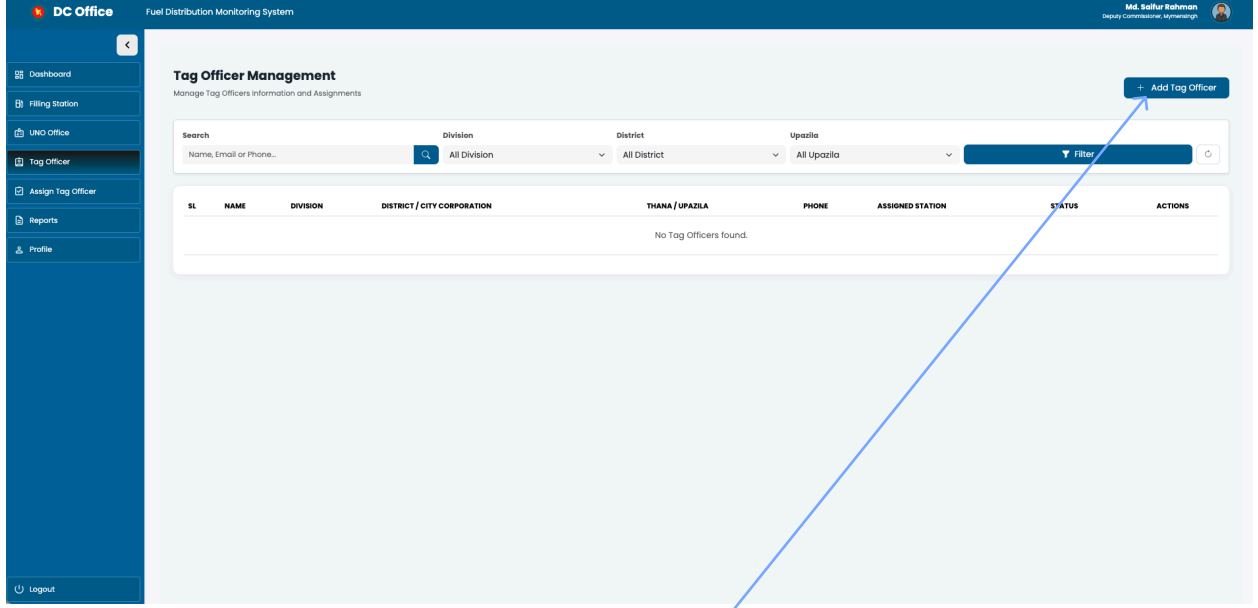 DC Office
Fuel Distribution Monitoring System
Md. Saifur Rahman
Deputy Commissioner, Mymensingh
Dashboard
Filling Station
UNO Office
Tag Officer
Assign Tag Officer
Reports
Profile
Logout
Tag Officer Management
Manage Tag Officers Information and Assignments
+ Add Tag Officer
Search Division District Upazila
Name, Email or Phone... All Division All District All Upazila Filter
SL NAME DIVISION DISTRICT / CITY CORPORATION THANA / UPAZILA PHONE ASSIGNED STATION STATUS ACTIONS
No Tag Officers found.